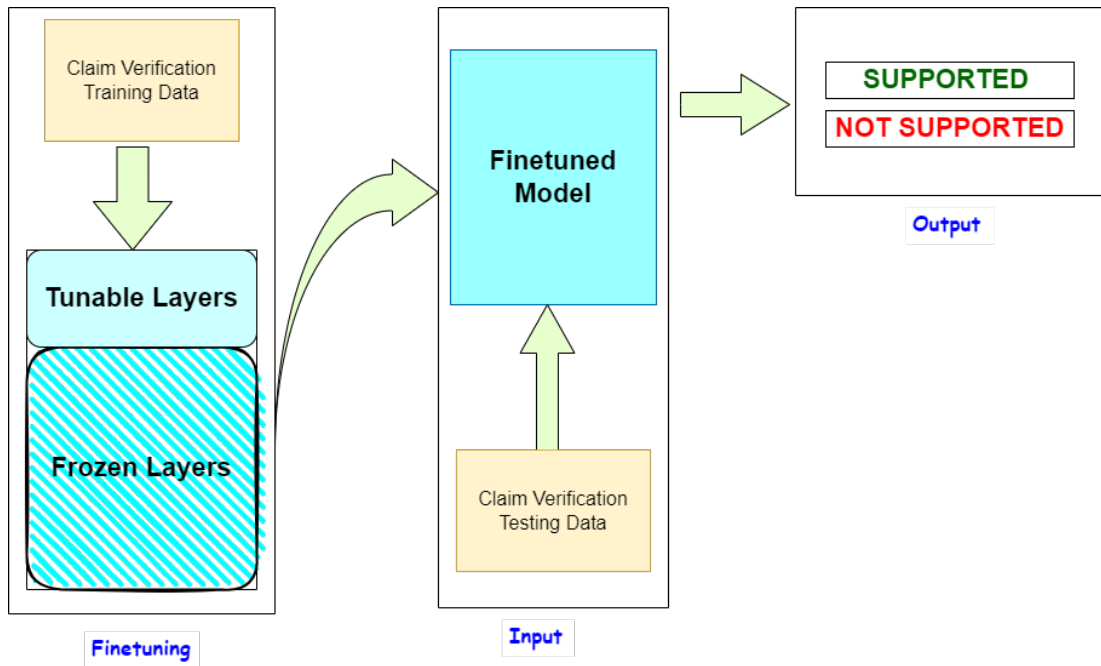 Claim Verification
Training Data
Tunable Layers
Frozen Layers
Finetuning
Finetuned
Model
Claim Verification
Testing Data
Input
SUPPORTED
NOT SUPPORTED
Output